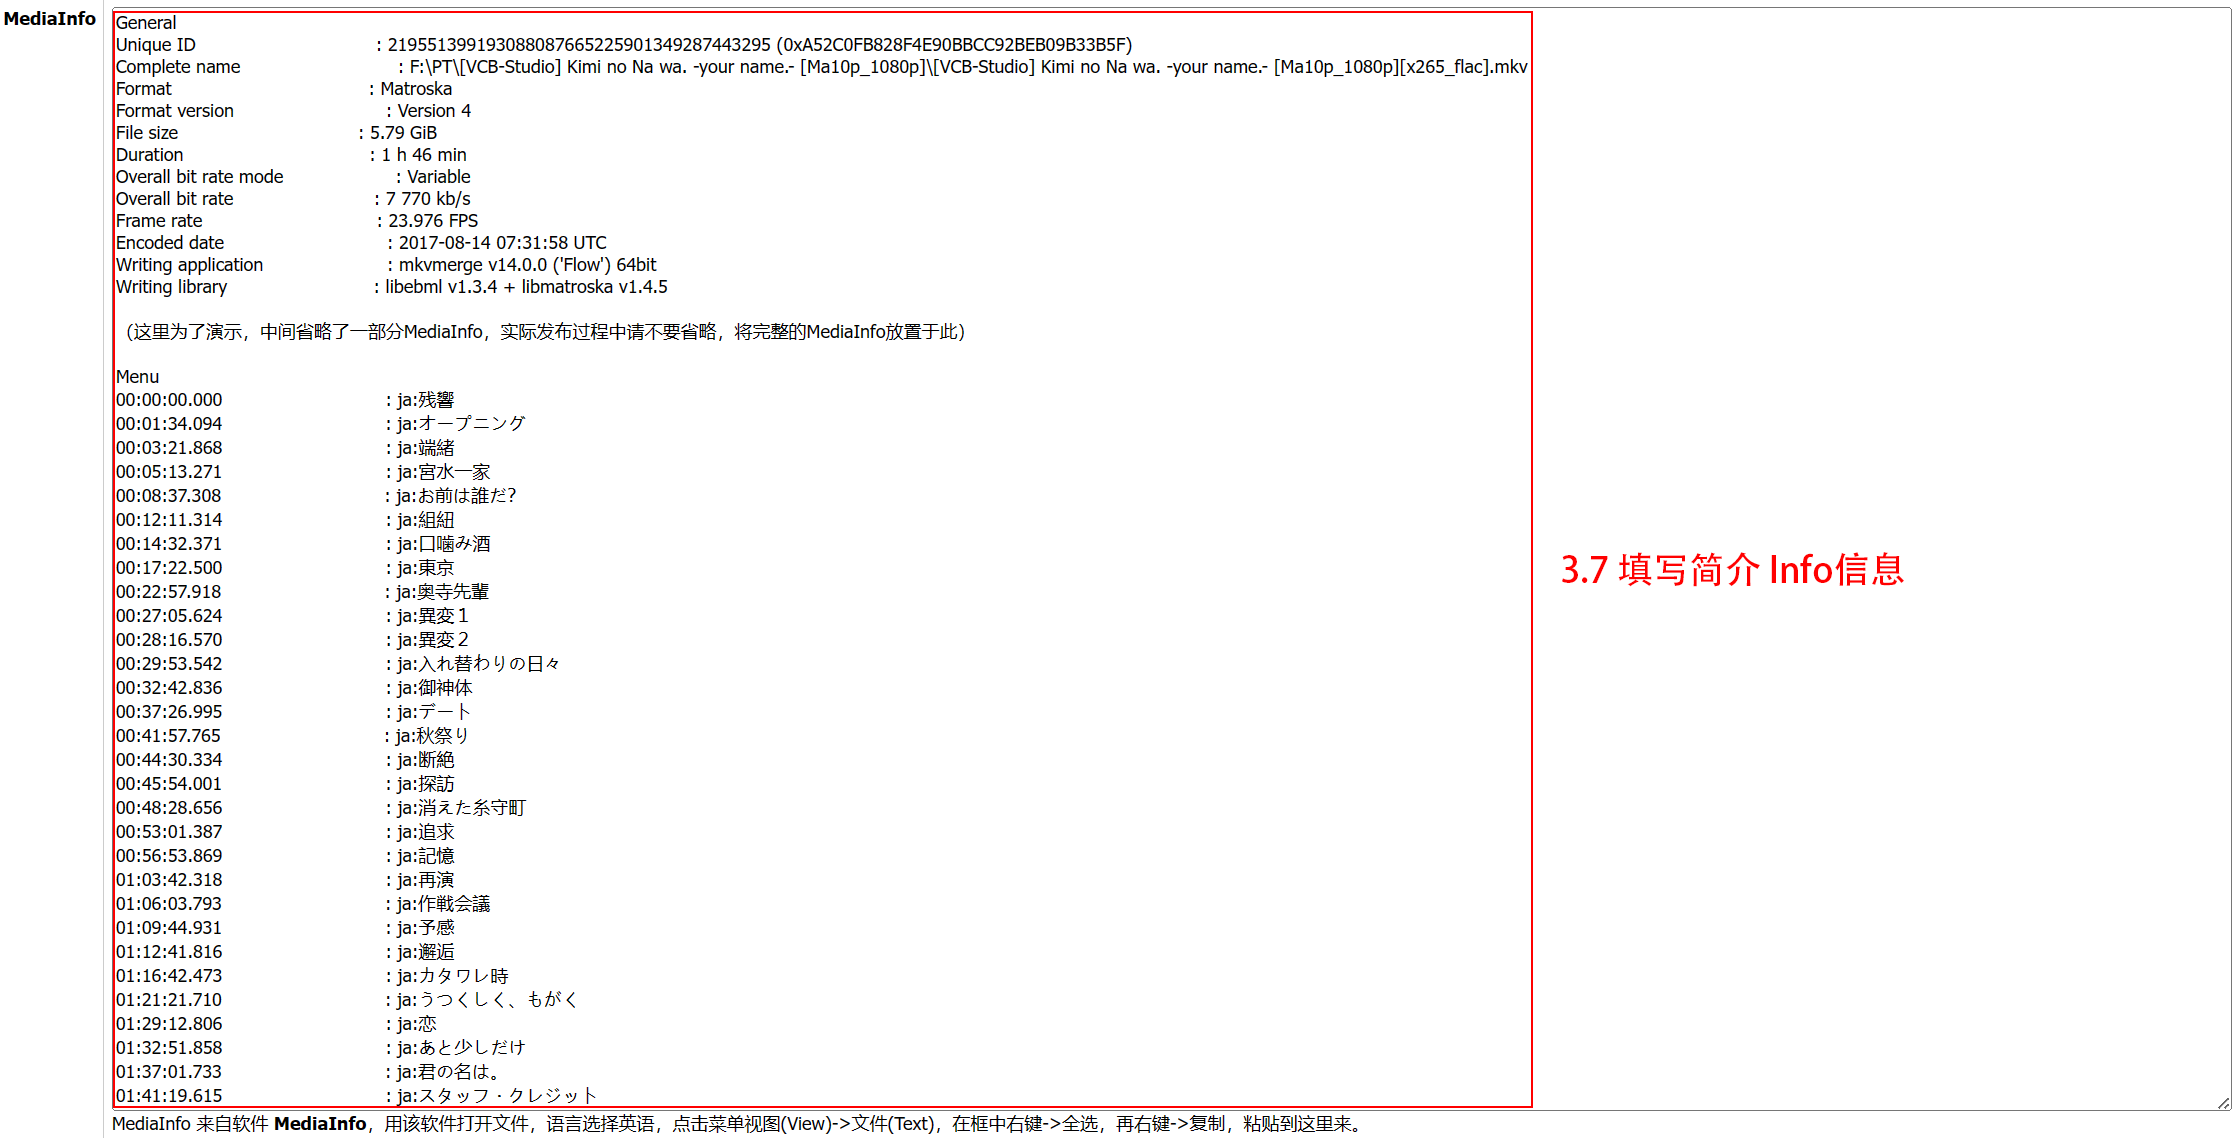 MediaInfo
General
Unique ID : 219551399193088087665225901349287443295 (0xA52C0FB828F4E90BBCC92BEB09B33B5F)
Complete name : F:\PT\[VCB-Studio] Kimi no Na wa. -your name.- [Ma10p_1080p]\[VCB-Studio] Kimi no Na wa. -your name.- [Ma10p_1080p][x265_flac].mkv
Format : Matroska
Format version : Version 4
File size : 5.79 GiB
Duration : 1 h 46 min
Overall bit rate mode : Variable
Overall bit rate : 7 770 kb/s
Frame rate : 23.976 FPS
Encoded date : 2017-08-14 07:31:58 UTC
Writing application : mkvmerge v14.0.0 ('Flow') 64bit
Writing library : libebml v1.3.4 + libmatroska v1.4.5
（这里为了演示，中间省略了一部分MediaInfo，实际发布过程中请不要省略，将完整的MediaInfo放置于此）
Menu
00:00:00.000 : ja:残響
00:01:34.094 : ja:オープニング
00:03:21.868 : ja:端緒
00:05:13.271 : ja:宮水一家
00:08:37.308 : ja:お前は誰だ？
00:12:11.314 : ja:組紐
00:14:32.371 : ja:口噛み酒
00:17:22.500 : ja:東京
00:22:57.918 : ja:奥寺先輩
00:27:05.624 : ja:異変１
00:28:16.570 : ja:異変２
00:29:53.542 : ja:入れ替わりの日々
00:32:42.836 : ja:御神体
00:37:26.995 : ja:デート
00:41:57.765 : ja:秋祭り
00:44:30.334 : ja:断絶
00:45:54.001 : ja:探訪
00:48:28.656 : ja:消えた糸守町
00:53:01.387 : ja:追求
00:56:53.869 : ja:記憶
01:03:42.318 : ja:再演
01:06:03.793 : ja:作戦会議
01:09:44.931 : ja:予感
01:12:41.816 : ja:邂逅
01:16:42.473 : ja:カタワレ時
01:21:21.710 : ja:うつくしく、もがく
01:29:12.806 : ja:恋
01:32:51.858 : ja:あと少しだけ
01:37:01.733 : ja:君の名は。
01:41:19.615 : ja:スタッフ・クレジット
3.7 填写简介 Info信息
MediaInfo 来自软件 MediaInfo，用该软件打开文件，语言选择英语，点击菜单视图(View)->文件(Text)，在框中右键->全选，再右键->复制，粘贴到这里来。